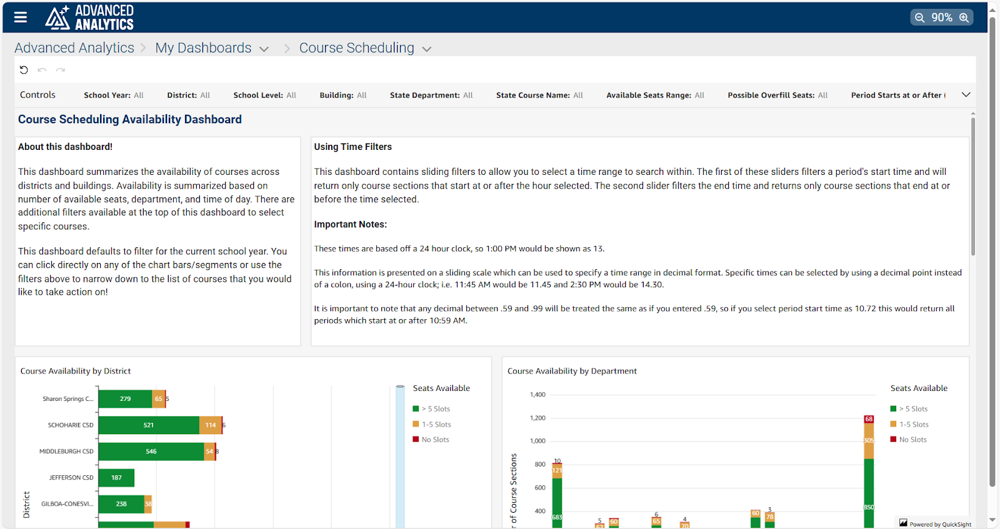 ADVANCED
ANALYTICS
90%
Advanced Analytics > My Dashboards > Course Scheduling
Controls School Year: All District: All School Level: All Building: All State Department: All State Course Name: All Available Seats Range: All Possible Overfill Seats: All Period Starts at or After (
Course Scheduling Availability Dashboard
About this dashboard!
This dashboard summarizes the availability of courses across
districts and buildings. Availability is summarized based on
number of available seats, department, and time of day. There are
additional filters available at the top of this dashboard to select
specific courses.
This dashboard defaults to filter for the current school year. You
can click directly on any of the chart bars/segments or use the
filters above to narrow down to the list of courses that you would
like to take action on!
Using Time Filters
This dashboard contains sliding filters to allow you to select a time range to search within. The first of these sliders filters a period's start time and will
return only course sections that start at or after the hour selected. The second slider filters the end time and returns only course sections that end at or
before the time selected.
Important Notes:
These times are based off a 24 hour clock, so 1:00 PM would be shown as 13.
This information is presented on a sliding scale which can be used to specify a time range in decimal format. Specific times can be selected by using a decimal point instead
of a colon, using a 24-hour clock; i.e. 11:45 AM would be 11.45 and 2:30 PM would be 14.30.
It is important to note that any decimal between .59 and .99 will be treated the same as if you entered .59, so if you select period start time as 10.72 this would return all
periods which start at or after 10:59 AM.
Course Availability by District
District
Sharon Springs C... 279 65 5
SCHOHARIE CSD 521 114 6
MIDDLEBURGH CSD 546 54 8
JEFFERSON CSD 187
GILBOA-CONESVI... 238 38
Seats Available
> 5 Slots
1-5 Slots
No Slots
Course Availability by Department
r of Course Sections
1,400
1,200
1,000
800
600
400
10
121
683
5
62
60
6
65
4
70
60
3
78
68
305
850
Seats Available
> 5 Slots
1-5 Slots
No Slots
Powered by QuickSight